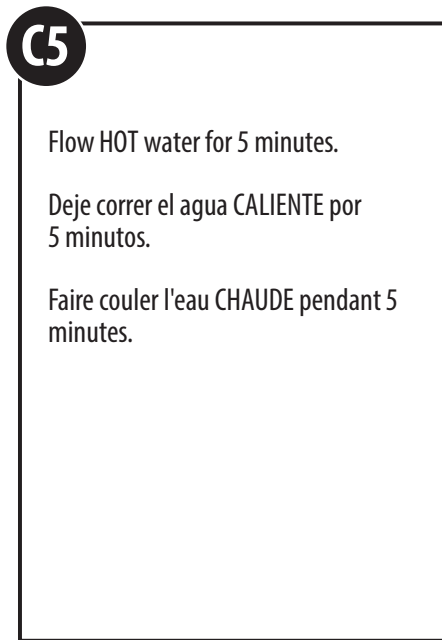 C5
Flow HOT water for 5 minutes.
Deje correr el agua CALIENTE por
5 minutos.
Faire couler l'eau CHAUDE pendant 5
minutes.